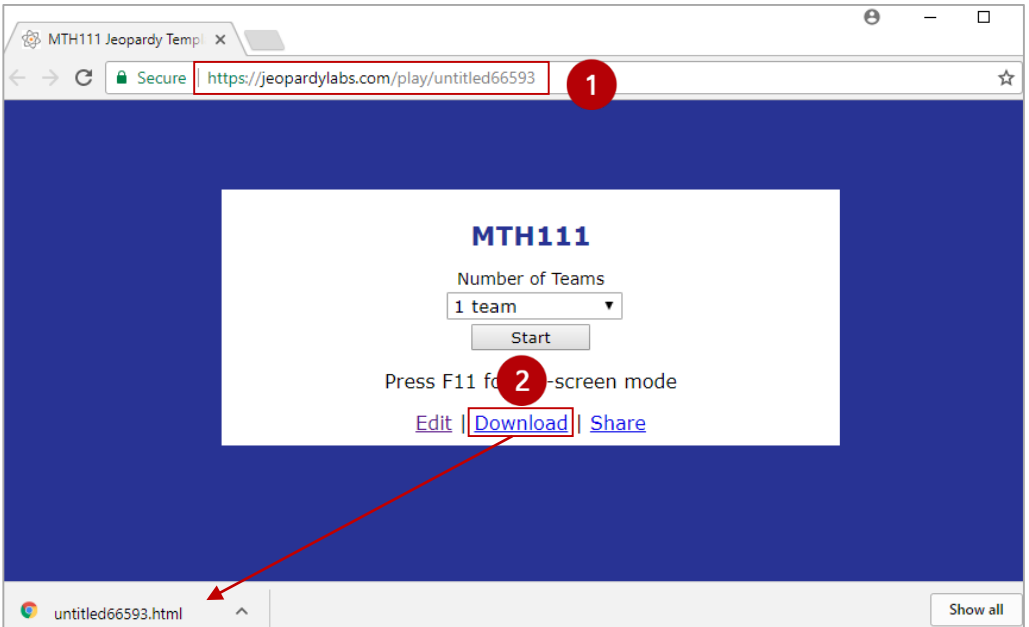 MTH111 Jeopardy Templ
Secure https://jeopardylabs.com/play/untitled66593
1
MTH111
Number of Teams
1 team
Start
Press F11 fo 2 -screen mode
Edit | Download | Share
untitled66593.html
Show all